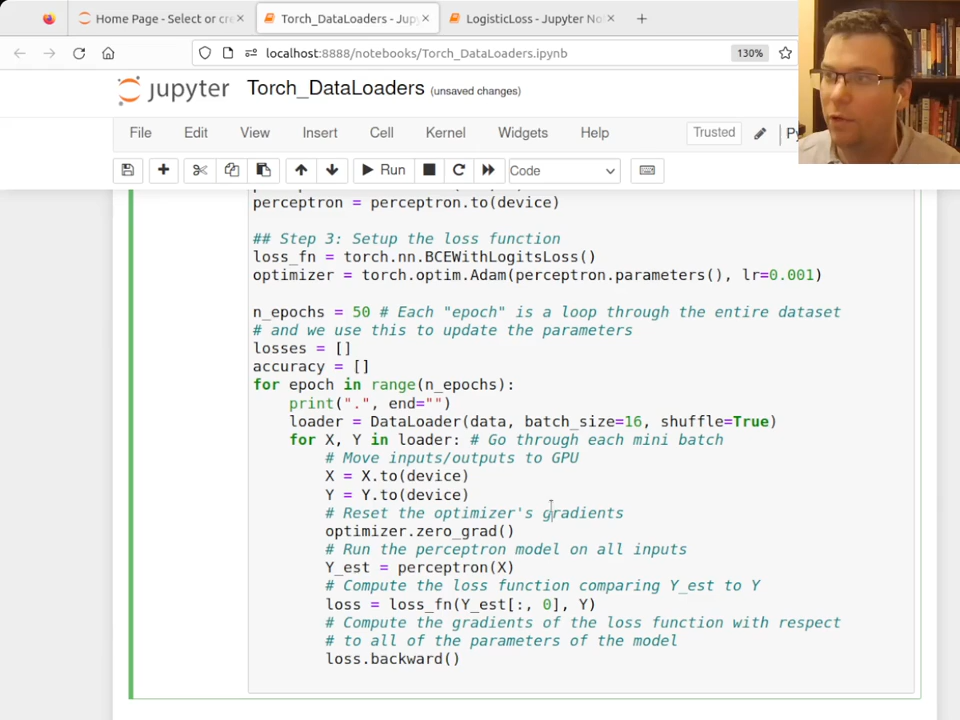 Home Page - Select or cre
Torch_DataLoaders - Jup
LogisticLoss - Jupyter No
localhost:8888/notebooks/Torch_DataLoaders.ipynb
130%
jupyter Torch_DataLoaders (unsaved changes)
File Edit View Insert Cell Kernel Widgets Help Trusted
Run Code
perceptron = perceptron.to(device)
## Step 3: Setup the loss function
loss_fn = torch.nn.BCEWithLogitsLoss()
optimizer = torch.optim.Adam(perceptron.parameters(), lr=0.001)
n_epochs = 50 # Each "epoch" is a loop through the entire dataset
# and we use this to update the parameters
losses = []
accuracy = []
for epoch in range(n_epochs):
print(".", end="")
loader = DataLoader(data, batch_size=16, shuffle=True)
for X, Y in loader: # Go through each mini batch
# Move inputs/outputs to GPU
X = X.to(device)
Y = Y.to(device)
# Reset the optimizer's gradients
optimizer.zero_grad()
# Run the perceptron model on all inputs
Y_est = perceptron(X)
# Compute the loss function comparing Y_est to Y
loss = loss_fn(Y_est[:, 0], Y)
# Compute the gradients of the loss function with respect
# to all of the parameters of the model
loss.backward()